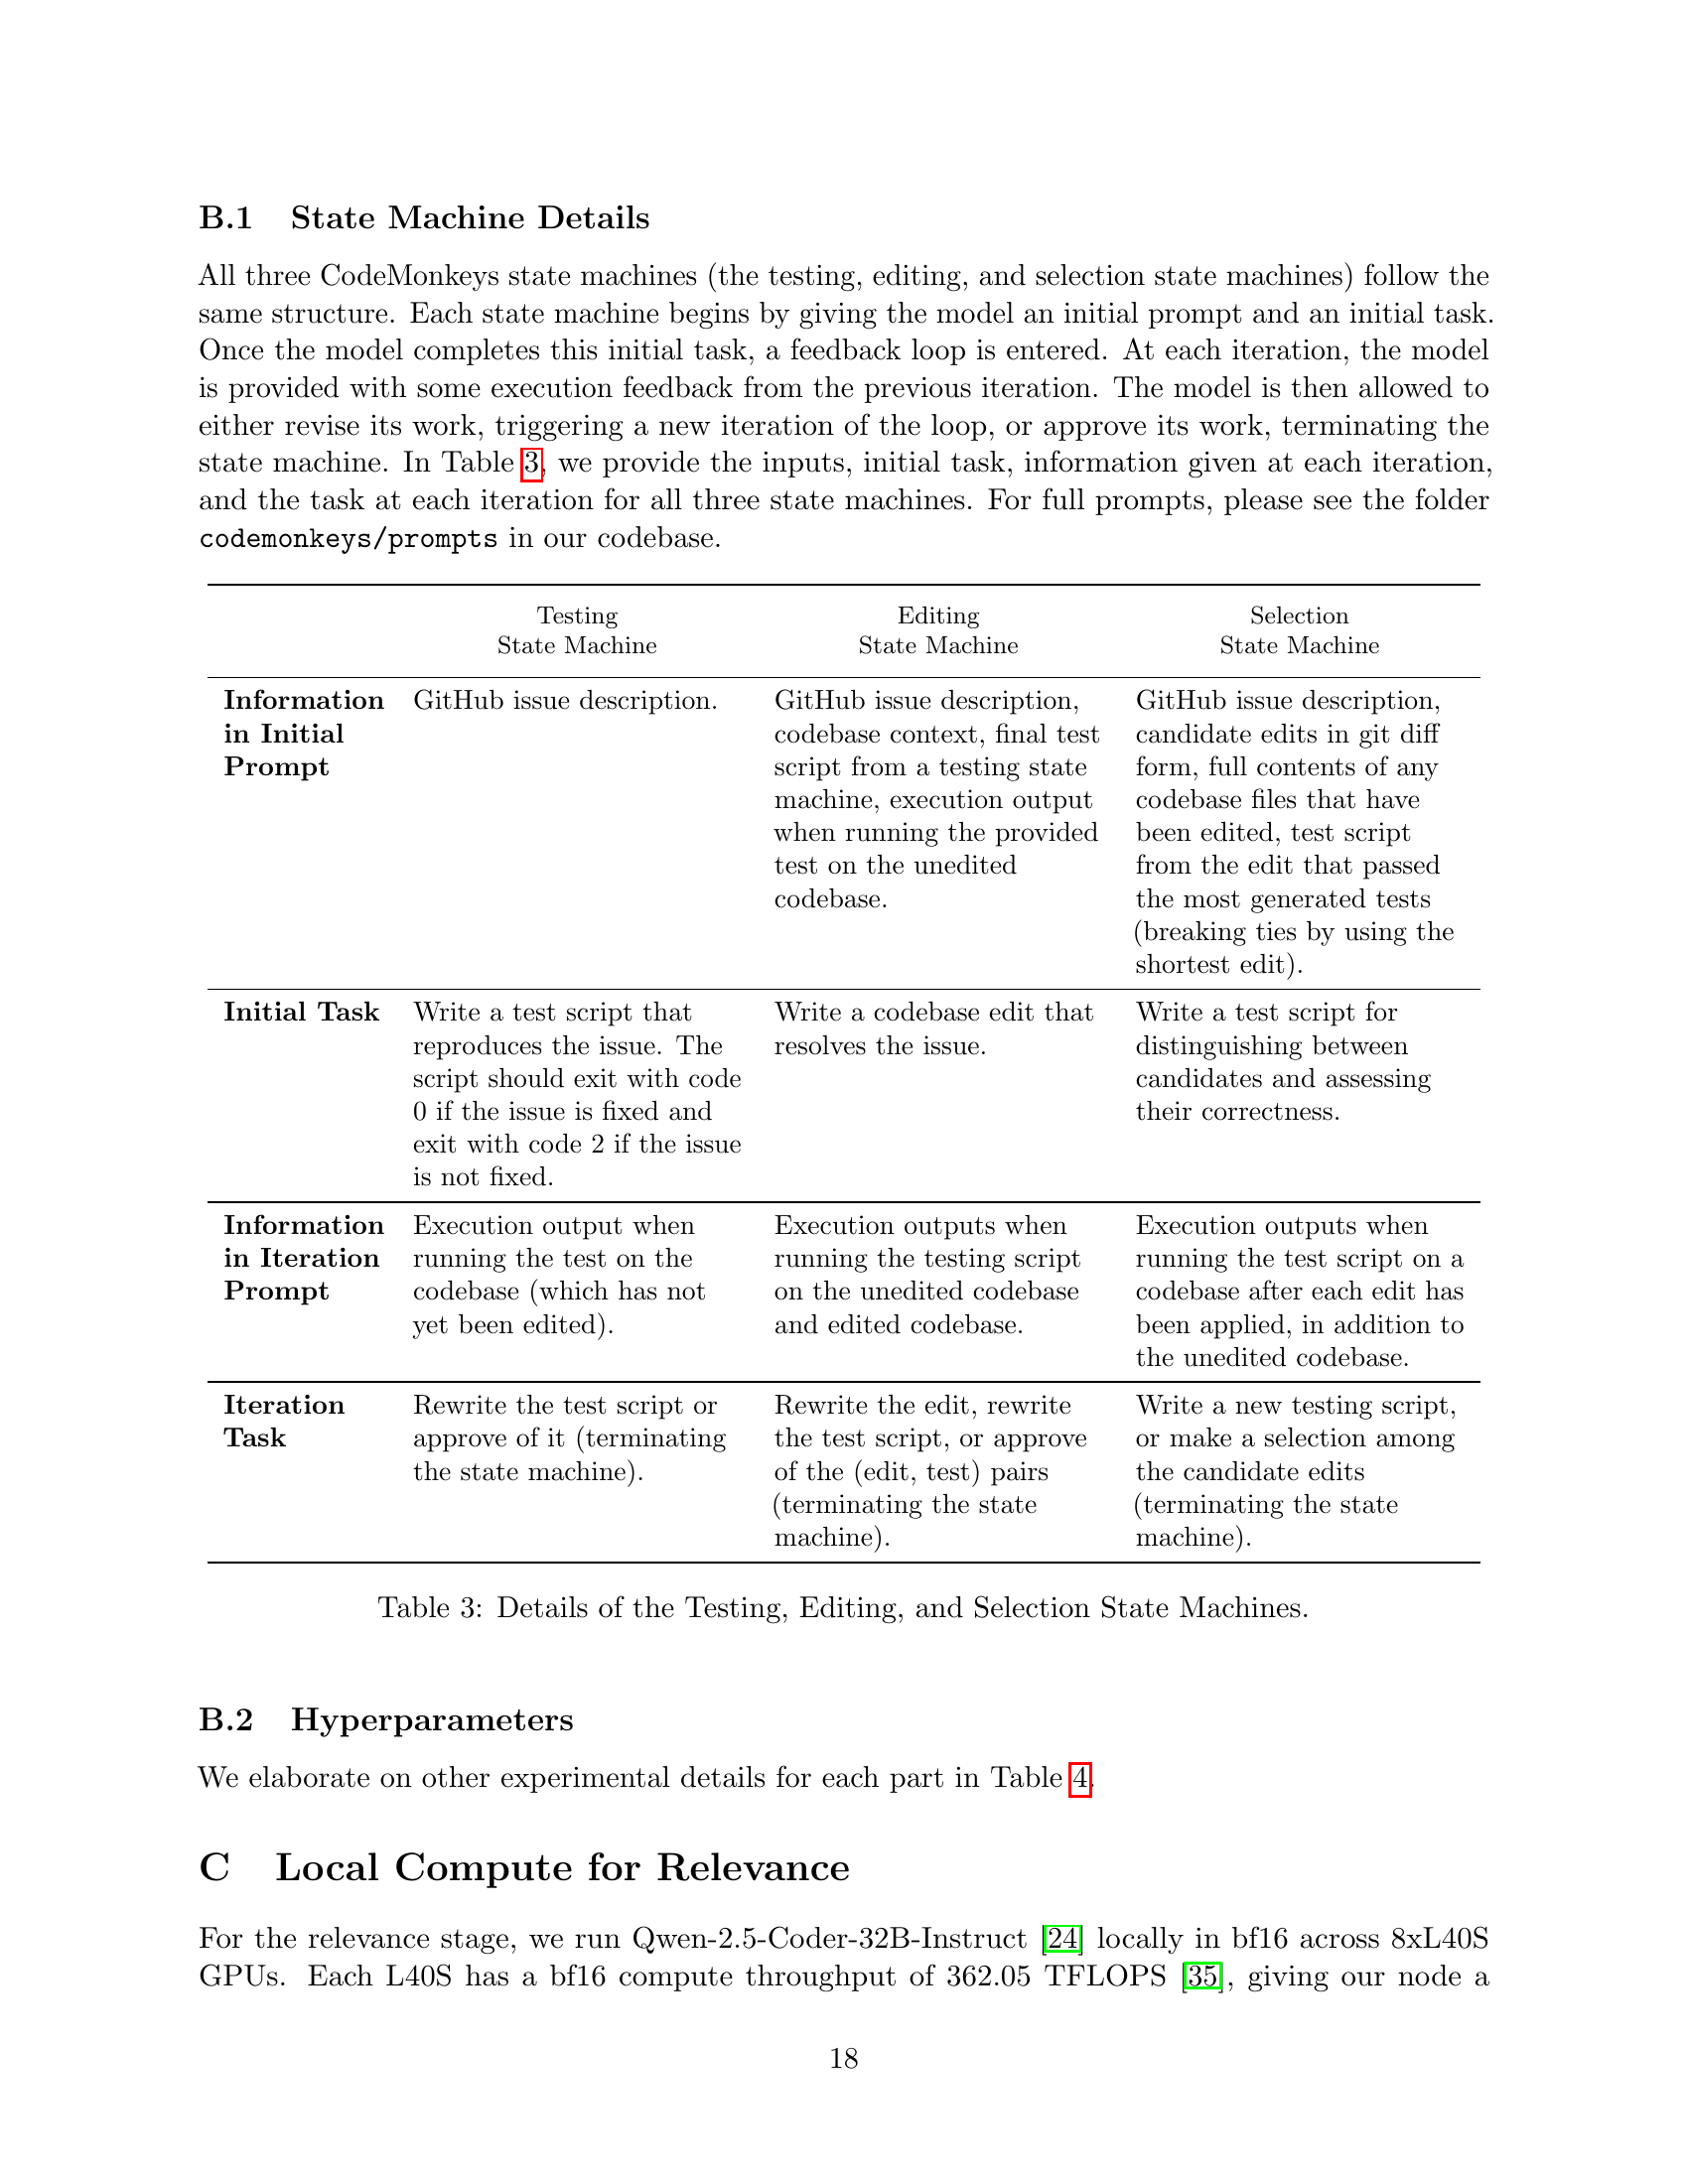 B.1 State Machine Details
All three CodeMonkeys state machines (the testing, editing, and selection state machines) follow the
same structure. Each state machine begins by giving the model an initial prompt and an initial task.
Once the model completes this initial task, a feedback loop is entered. At each iteration, the model
is provided with some execution feedback from the previous iteration. The model is then allowed to
either revise its work, triggering a new iteration of the loop, or approve its work, terminating the
state machine. In Table 3, we provide the inputs, initial task, information given at each iteration,
and the task at each iteration for all three state machines. For full prompts, please see the folder
codemonkeys/prompts in our codebase.
Testing
State Machine
Editing
State Machine
Selection
State Machine
Information
in Initial
Prompt
GitHub issue description.
GitHub issue description,
codebase context, final test
script from a testing state
machine, execution output
when running the provided
test on the unedited
codebase.
GitHub issue description,
candidate edits in git diff
form, full contents of any
codebase files that have
been edited, test script
from the edit that passed
the most generated tests
(breaking ties by using the
shortest edit).
Initial Task
Write a test script that
reproduces the issue. The
script should exit with code
0 if the issue is fixed and
exit with code 2 if the issue
is not fixed.
Write a codebase edit that
resolves the issue.
Write a test script for
distinguishing between
candidates and assessing
their correctness.
Information
in Iteration
Prompt
Execution output when
running the test on the
codebase (which has not
yet been edited).
Execution outputs when
running the testing script
on the unedited codebase
and edited codebase.
Execution outputs when
running the test script on a
codebase after each edit has
been applied, in addition to
the unedited codebase.
Iteration
Task
Rewrite the test script or
approve of it (terminating
the state machine).
Rewrite the edit, rewrite
the test script, or approve
of the (edit, test) pairs
(terminating the state
machine).
Write a new testing script,
or make a selection among
the candidate edits
(terminating the state
machine).
Table 3: Details of the Testing, Editing, and Selection State Machines.
B.2 Hyperparameters
We elaborate on other experimental details for each part in Table 4.
C Local Compute for Relevance
For the relevance stage, we run Qwen-2.5-Coder-32B-Instruct [24] locally in bf16 across 8xL40S
GPUs. Each L40S has a bf16 compute throughput of 362.05 TFLOPS [35], giving our node a
18